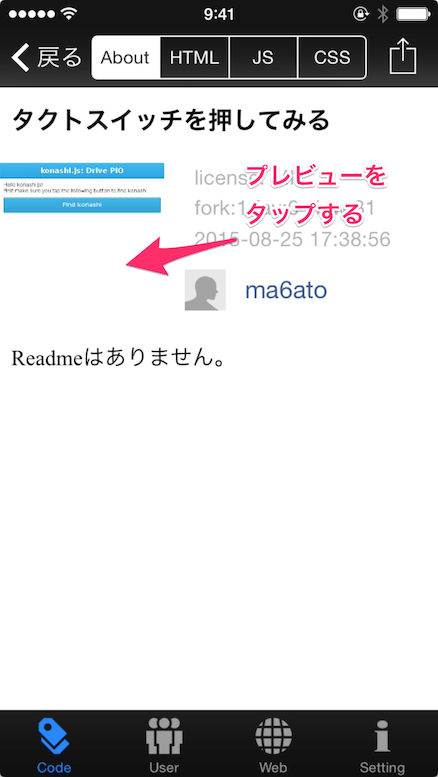 9:41
戻る
About
HTML
JS
CSS
タクトスイッチを押してみる
konashi.js: Drive PIO
Hello konashi.js!
First make sure you tap the following button to find konashi.
Find konashi
プレビューを
タップする
license:
fork:1
2015-08-25 17:38:56
ma6ato
Readmeはありません。
Code
User
Web
Setting